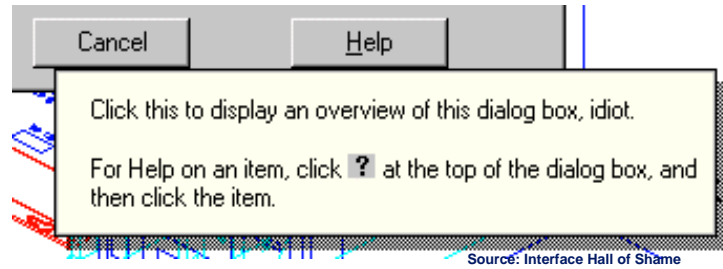 Cancel
Help
Click this to display an overview of this dialog box, idiot.
For Help on an item, click ? at the top of the dialog box, and
then click the item.
Source: Interface Hall of Shame